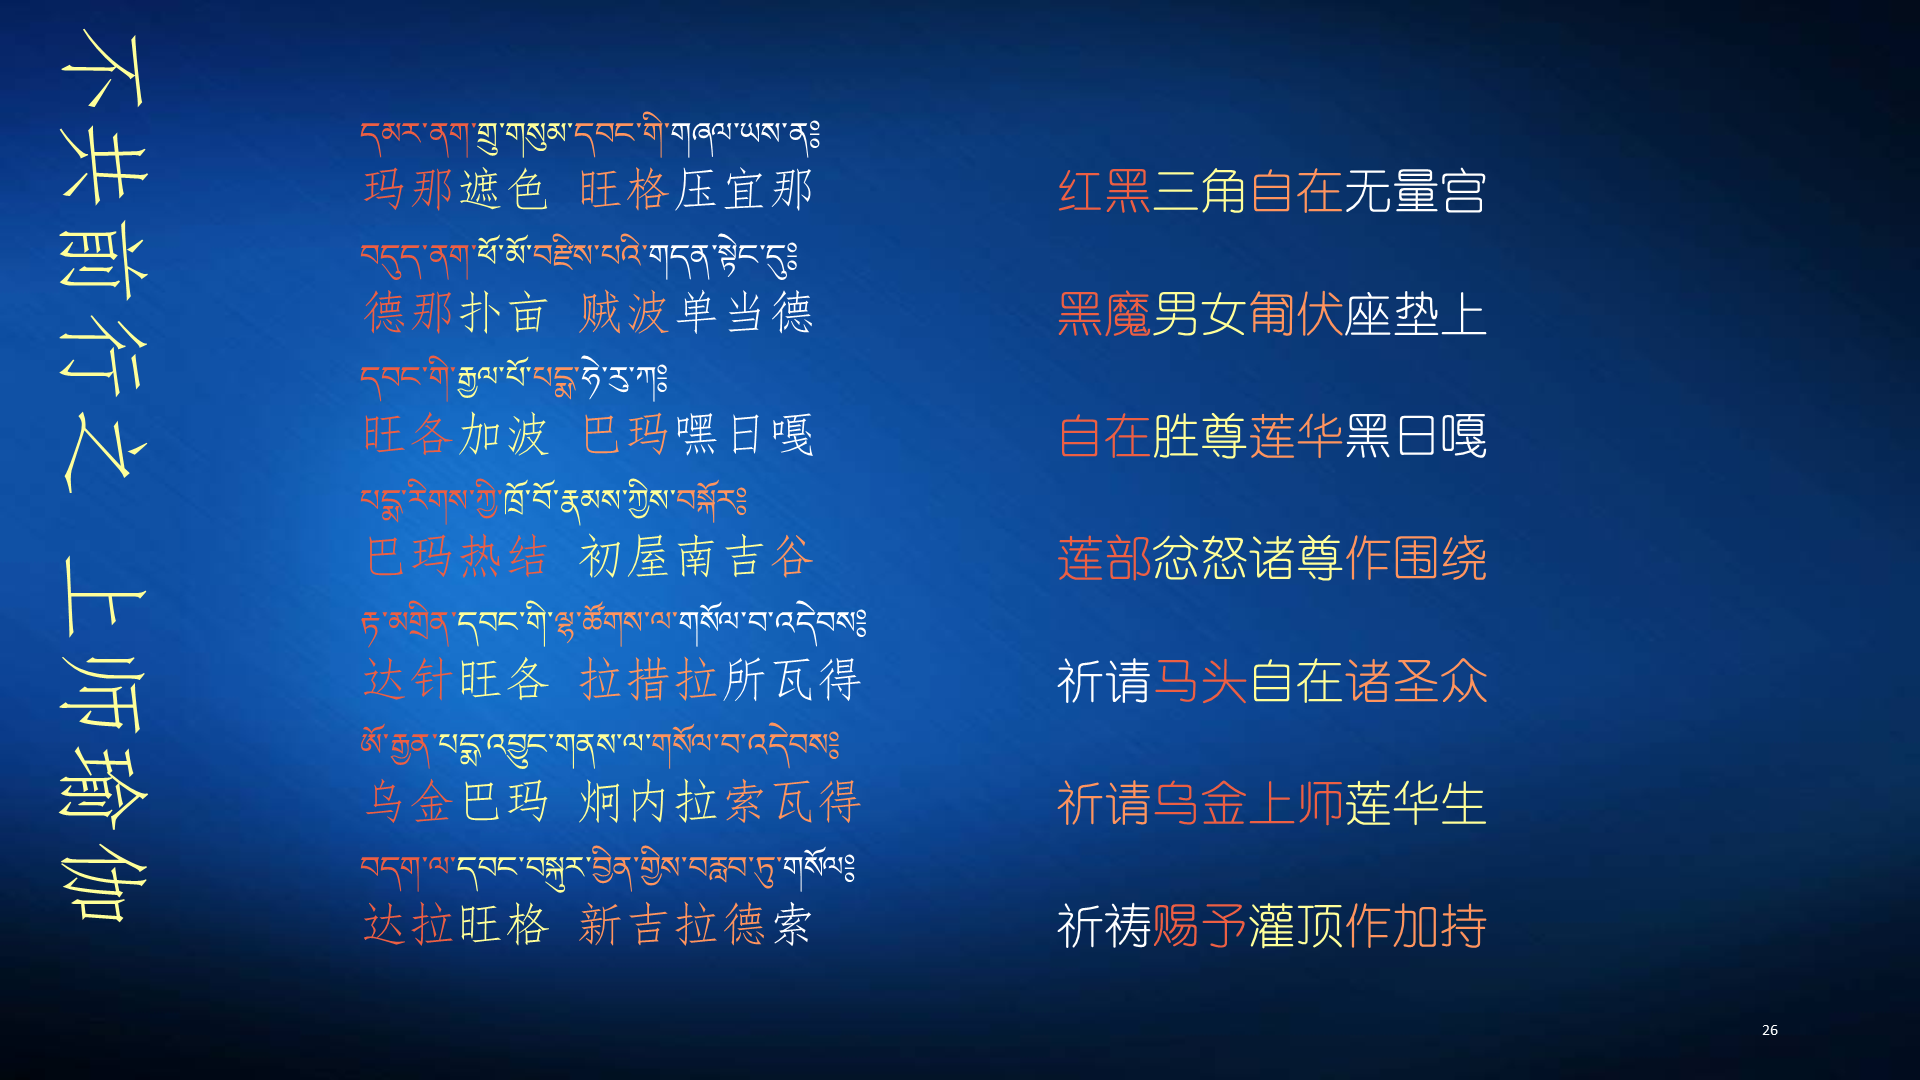 不共前行之 上师瑜伽
དམར་ནག་གྲུ་གསུམ་དབང་གི་གཞལ་ཡས་ན༔
玛那遮色 旺格压宜那
红黑三角自在无量宫
བདུད་ནག་ཕོ་མོ་བརྫིས་པའི་གདན་སྟེང་དུ༔
德那扑亩 贼波单当德
黑魔男女匍伏座垫上
དབང་གི་རྒྱལ་པོ་པདྨ་ཧེ་རུ་ཀ༔
旺各加波 巴玛嘿日嘎
自在胜尊莲华黑日嘎
པདྨ་རིགས་ཀྱི་ཁྲོ་བོ་རྣམས་ཀྱིས་བསྐོར༔
巴玛热结 初屋南吉谷
莲部忿怒诸尊作围绕
རྟ་མགྲིན་དབང་གི་ལྷ་ཚོགས་ལ་གསོལ་བ་འདེབས༔
达针旺各 拉措拉所瓦得
祈请马头自在诸圣众
ཨོ་རྒྱན་པདྨ་འབྱུང་གནས་ལ་གསོལ་བ་འདེབས༔
乌金巴玛 炯内拉索瓦得
祈请乌金上师莲华生
བདག་ལ་དབང་བསྐུར་བྱིན་གྱིས་བརླབ་ཏུ་གསོལ༔
达拉旺格 新吉拉德索
祈祷赐予灌顶作加持
26